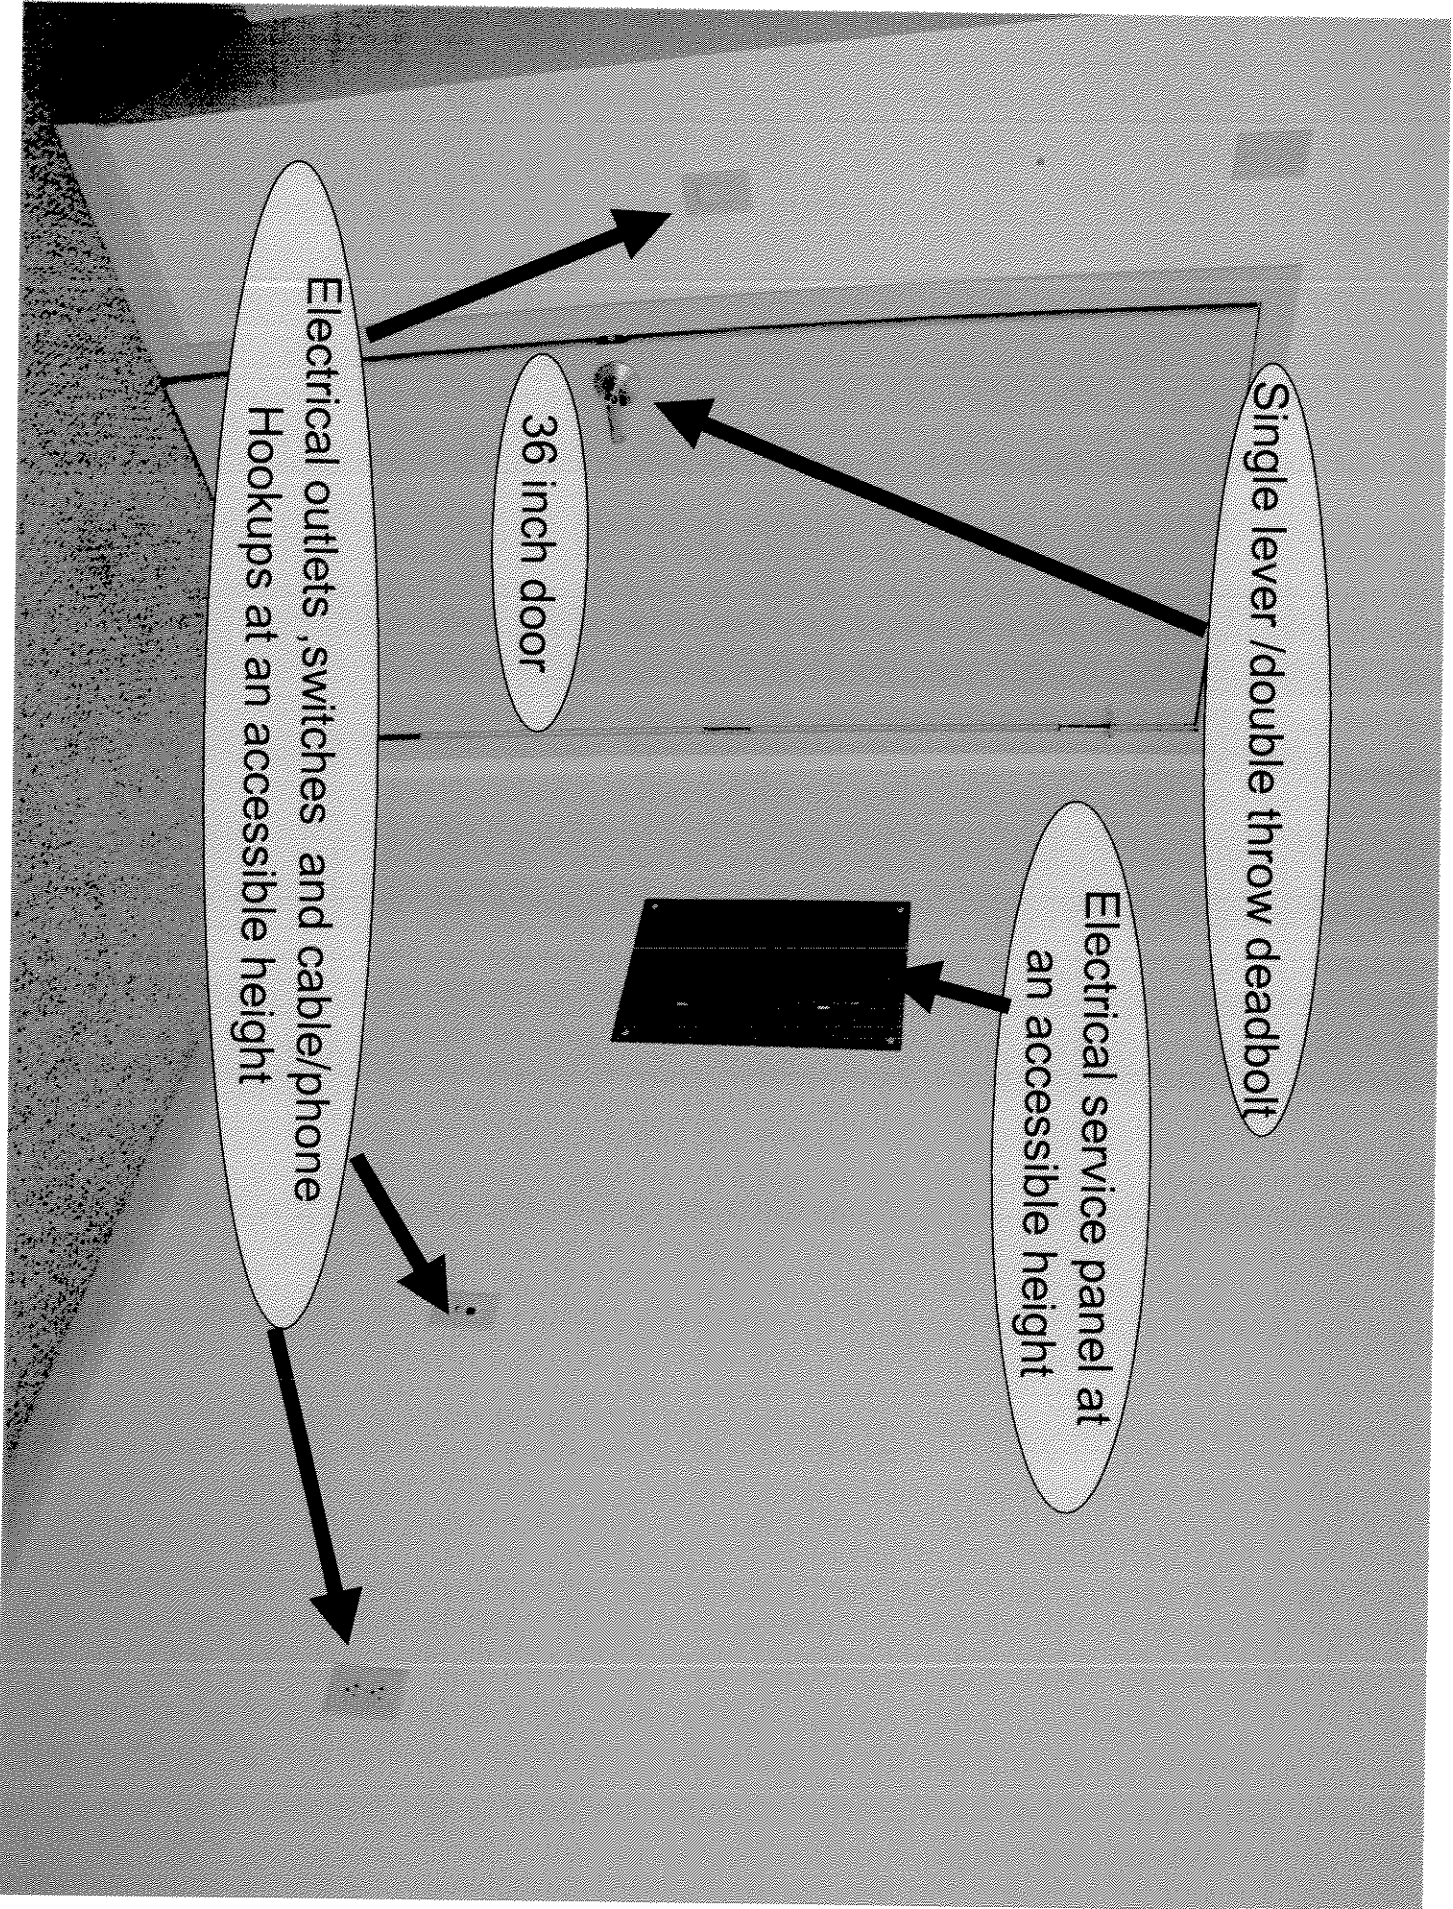 Single lever /double throw deadbolt
Electrical service panel at
an accessible height
36 inch door
Electrical outlets ,switches and cable/phone
Hookups at an accessible height